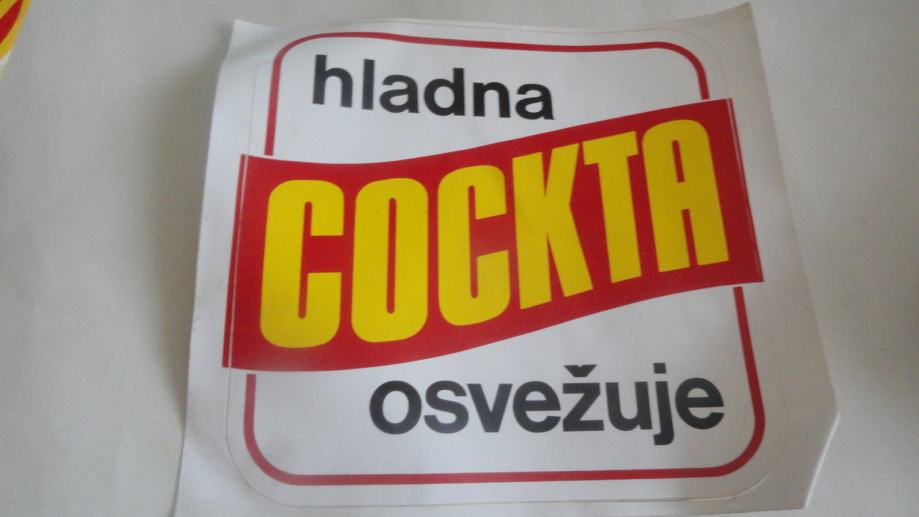 hladna
COCKTA
osvežuje